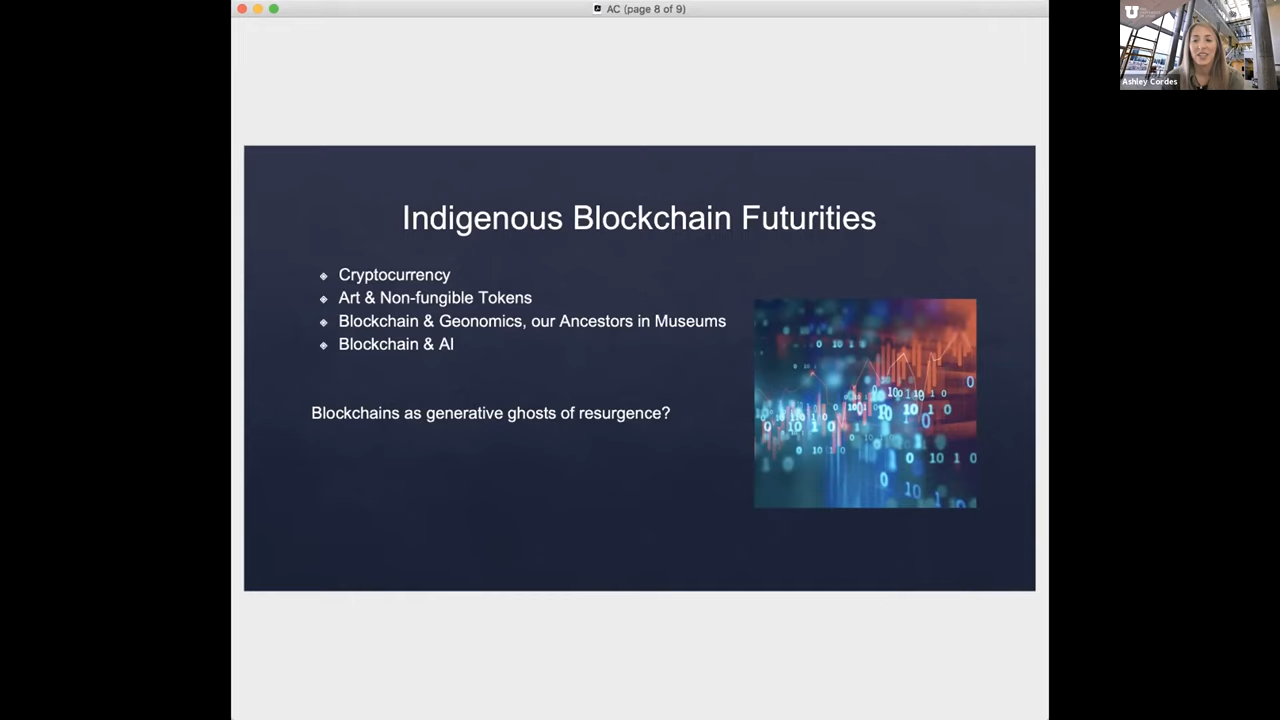 AC (page 8 of 9)
Ashley Cordes
Indigenous Blockchain Futurities
Cryptocurrency
Art & Non-fungible Tokens
Blockchain & Geonomics, our Ancestors in Museums
Blockchain & AI
Blockchains as generative ghosts of resurgence?